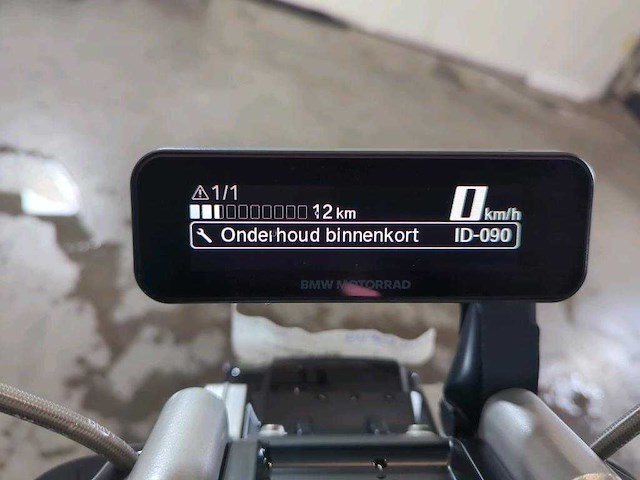 1/1
12 km
0 km/h
Onderhoud binnenkort ID-090
BMW MOTORRAD